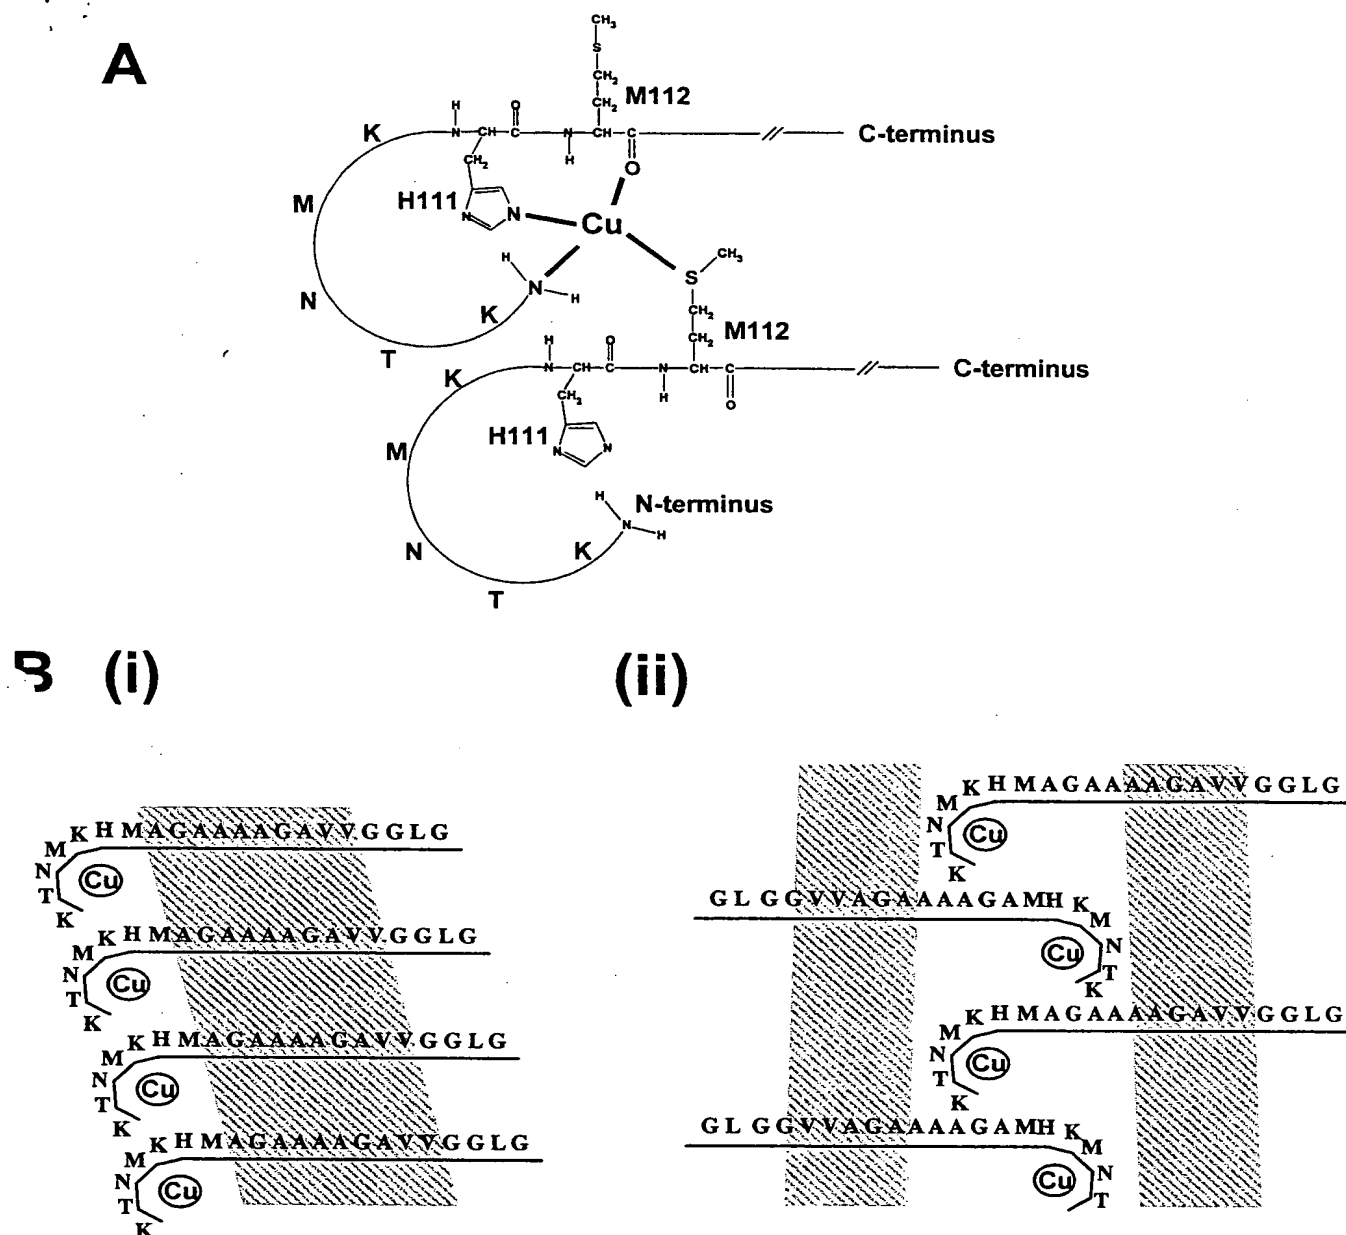 A
CH3
S
CH2
CH2
M112
H
O
K
N
CH
C
N
CH
C
C-terminus
H
O
CH2
M
H111
N
N
Cu
H
N
H
S
CH3
N
K
CH2
T
CH2
M112
H
O
K
N
CH
C
N
CH
C
C-terminus
H
O
CH2
H111
N
N
M
H
N-terminus
N
H
N
K
T
B (i)
(ii)
K H M A G A A A A G A V V G G L G
M
N
T
K
Cu
K H M A G A A A A G A V V G G L G
M
N
T
K
Cu
K H M A G A A A A G A V V G G L G
M
N
T
K
Cu
K H M A G A A A A G A V V G G L G
M
N
T
K
Cu
K H M A G A A A A G A V V G G L G
M
N
T
K
Cu
G L G G V V A G A A A A G A M H K
M
N
T
K
Cu
K H M A G A A A A G A V V G G L G
M
N
T
K
Cu
G L G G V V A G A A A A G A M H K
M
N
T
Cu